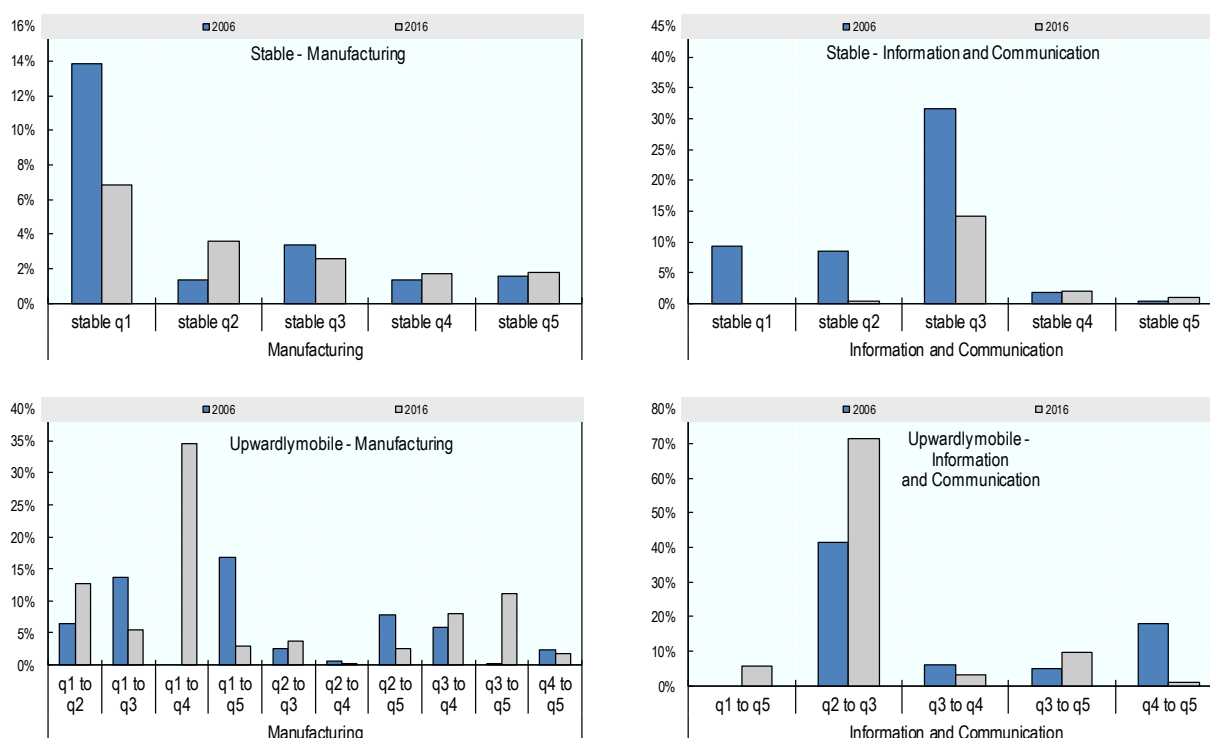 2006 2016
Stable - Manufacturing
16%
14%
12%
10%
8%
6%
4%
2%
0%
stable q1 stable q2 stable q3 stable q4 stable q5
Manufacturing
2006 2016
Stable - Information and Communication
45%
40%
35%
30%
25%
20%
15%
10%
5%
0%
stable q1 stable q2 stable q3 stable q4 stable q5
Information and Communication
2006 2016
Upwardlymobile - Manufacturing
40%
35%
30%
25%
20%
15%
10%
5%
0%
q1 to q1 to q1 to q1 to q2 to q2 to q2 to q3 to q3 to q4 to
q2 q3 q4 q5 q3 q4 q5 q4 q5 q5
Manufacturing
2006 2016
Upwardlymobile -
Information
and Communication
80%
70%
60%
50%
40%
30%
20%
10%
0%
q1 to q5 q2 to q3 q3 to q4 q3 to q5 q4 to q5
Information and Communication